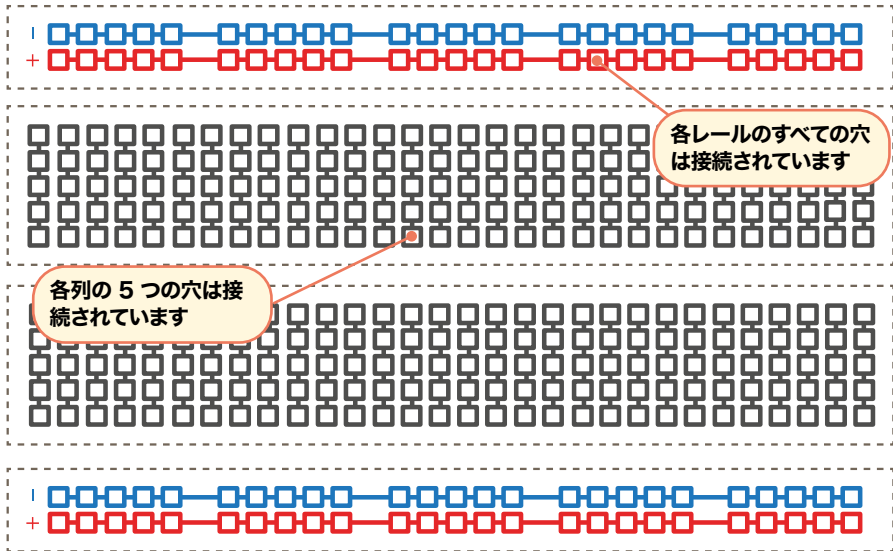 −
+
各レールのすべての穴
は接続されています
各列の 5 つの穴は接
続されています
−
+